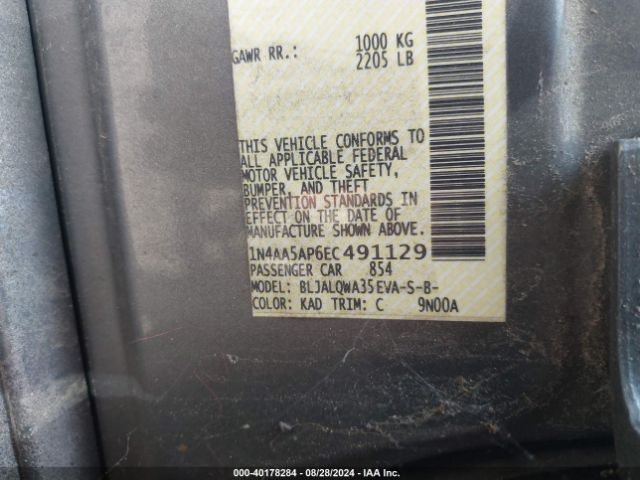 GAWR RR.: 1000 KG
2205 LB
THIS VEHICLE CONFORMS TO
ALL APPLICABLE FEDERAL
MOTOR VEHICLE SAFETY,
BUMPER, AND THEFT
PREVENTION STANDARDS IN
EFFECT ON THE DATE OF
MANUFACTURE SHOWN ABOVE.
1N4AA5AP6EC491129
PASSENGER CAR 854
MODEL: BLJALQWA35EVA-S-B-
COLOR: KAD TRIM: C 9N00A
000-40178284 - 08/28/2024 - IAA Inc.